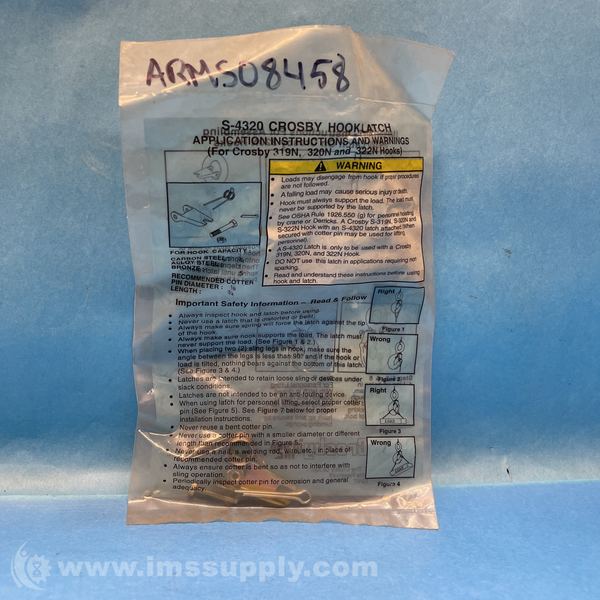 ARMS08458
S-4320 CROSBY HOOKLATCH
APPLICATION INSTRUCTIONS AND WARNINGS
(For Crosby 319N, 320N and 322N Hooks)
WARNING
• Loads may disengage from hook if proper procedures
are not followed.
• A falling load may cause serious injury or death.
• Hook must always support the load. The load must
never be supported by the latch.
• See OSHA Rule 1926.550 (g) for personnel hoisting
by crane or Derricks. A Crosby S-319N, S-320N and
S-322N Hook with an S-4320 latch attached (When
secured with cotter pin may be used for lifting
personnel).
• A S-4320 Latch is only to be used with a Crosby
319N, 320N, and 322N Hook.
• DO NOT use this latch in applications requiring non
sparking.
• Read and understand these instructions before using
hook and latch.
FOR HOOK CAPACITY
CARBON STEEL
ALLOY STEEL
BRONZE
RECOMMENDED COTTER
PIN DIAMETER :
LENGTH :
Important Safety Information – Read & Follow
• Always inspect hook and latch before using.
• Never use a latch that is distorted or bent.
• Always make sure spring will force the latch against the tip
of the hook.
• Always make sure hook supports the load. The latch must
never support the load. (See Figure 1 & 2.)
• When placing two (2) sling legs in hook, make sure the
angle between the legs is less than 90° and if the hook or
load is tilted, nothing bears against the bottom of this latch.
(See Figure 3 & 4.)
• Latches are intended to retain loose sling or devices under
slack conditions.
• Latches are not intended to be an anti-fouling device.
• When using latch for personnel lifting, select proper cotter
pin (See Figure 5). See Figure 7 below for proper
installation instructions.
• Never reuse a bent cotter pin.
• Never use a cotter pin with a smaller diameter or different
length than recommended in Figure 5.
• Never use a nail, a welding rod, wire, etc., in place of
recommended cotter pin.
• Always ensure cotter is bent so as not to interfere with
sling operation.
• Periodically inspect cotter pin for corrosion and general
adequacy.
Right
Figure 1
Wrong
Figure 2
Right
Figure 3
Wrong
Figure 4
© www.imssupply.com/